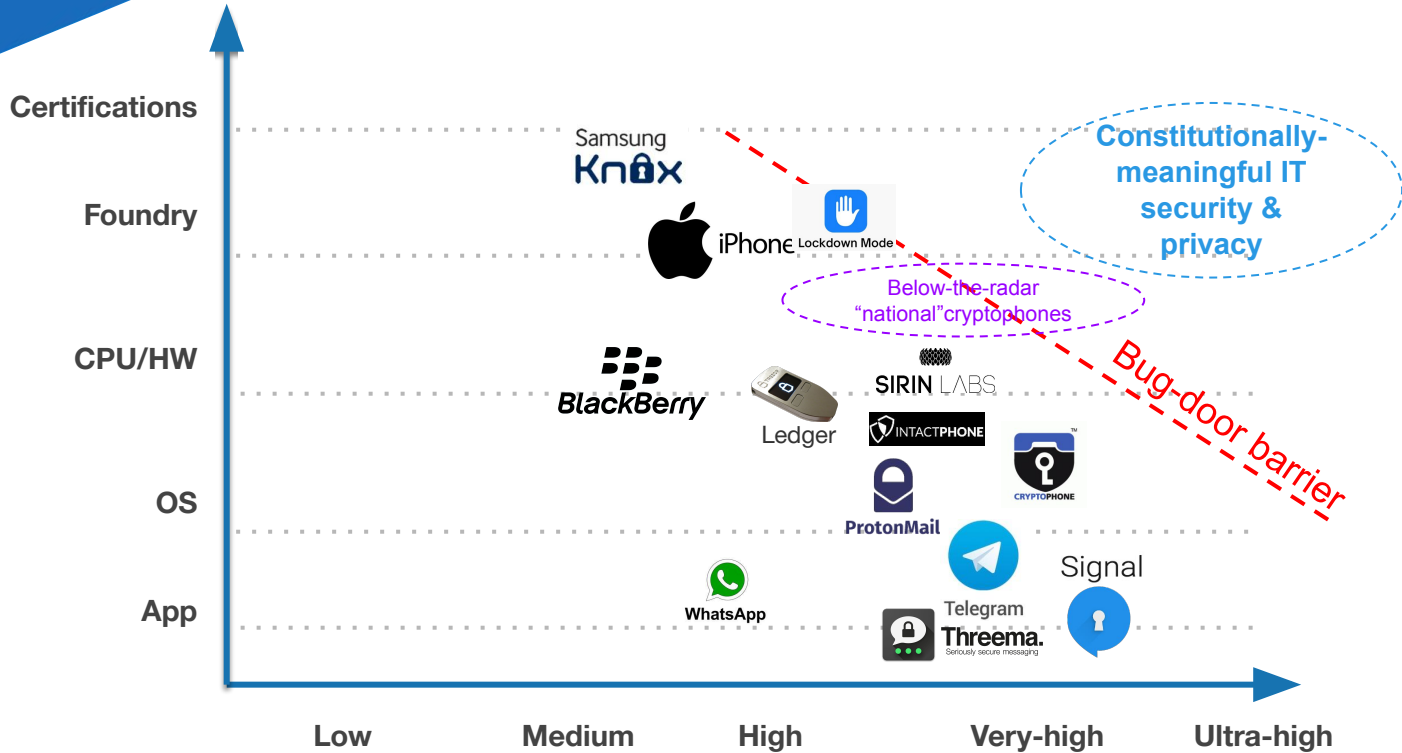 Certifications
Foundry
CPU/HW
OS
App
Samsung
Knox
iPhone
Lockdown Mode
Constitutionally-
meaningful IT
security &
privacy
Below-the-radar
“national”cryptophones
Bug-door barrier
BlackBerry
Ledger
SIRIN LABS
INTACTPHONE
TM
CRYPTOPHONE
ProtonMail
WhatsApp
Telegram
Threema.
Seriously secure messaging
Signal
Low
Medium
High
Very-high
Ultra-high